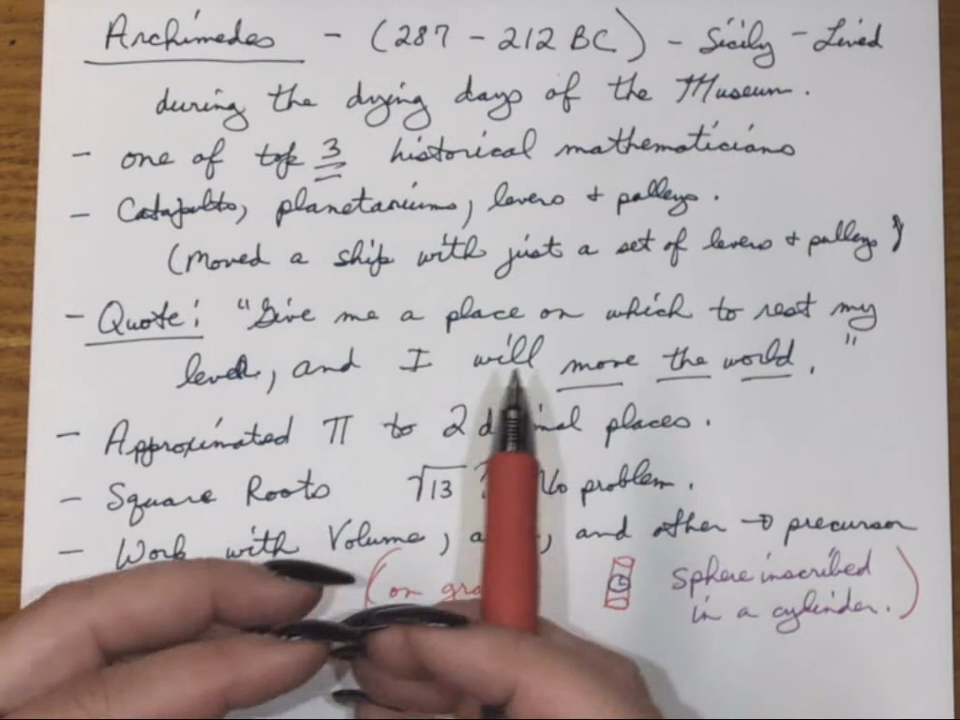 Archimedes - (287 - 212 BC) - Sicily - Lived
during the dying days of the Museum.
- one of top 3 historical mathematicians
- Catapults, planetariums, levers + pulleys.
(Moved a ship with just a set of levers + pulleys)
- Quote: "Give me a place on which to rest my
lever, and I will move the world."
- Approximated π to 2 places.
- Square Roots √13 ? No problem.
- Work with Volume, and other → precursor
(on sphere inscribed
in a cylinder.)